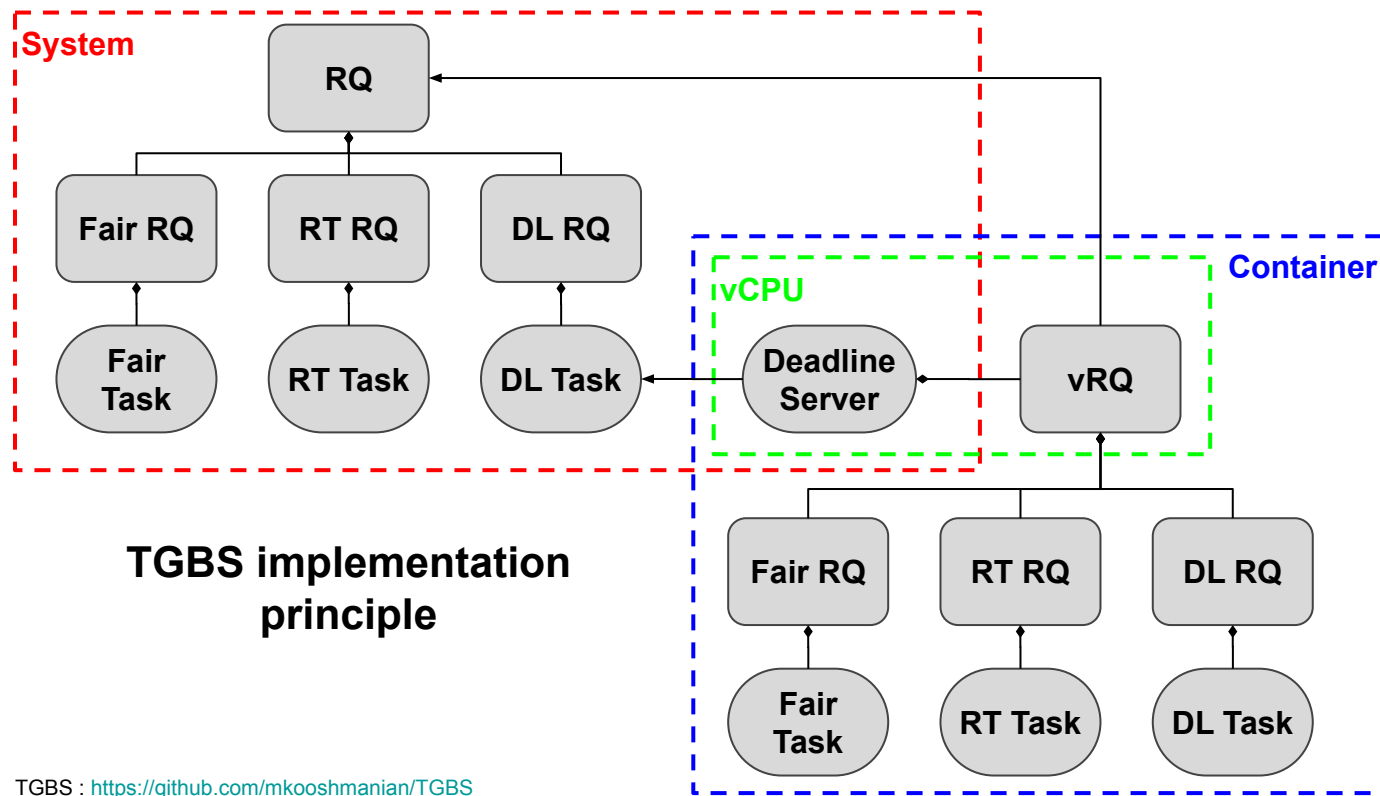 System
RQ
Fair RQ
RT RQ
DL RQ
Container
vCPU
Fair
Task
RT Task
DL Task
Deadline
Server
vRQ
TGBS implementation
principle
Fair RQ
RT RQ
DL RQ
Fair
Task
RT Task
DL Task
TGBS : https://github.com/mkooshmanian/TGBS